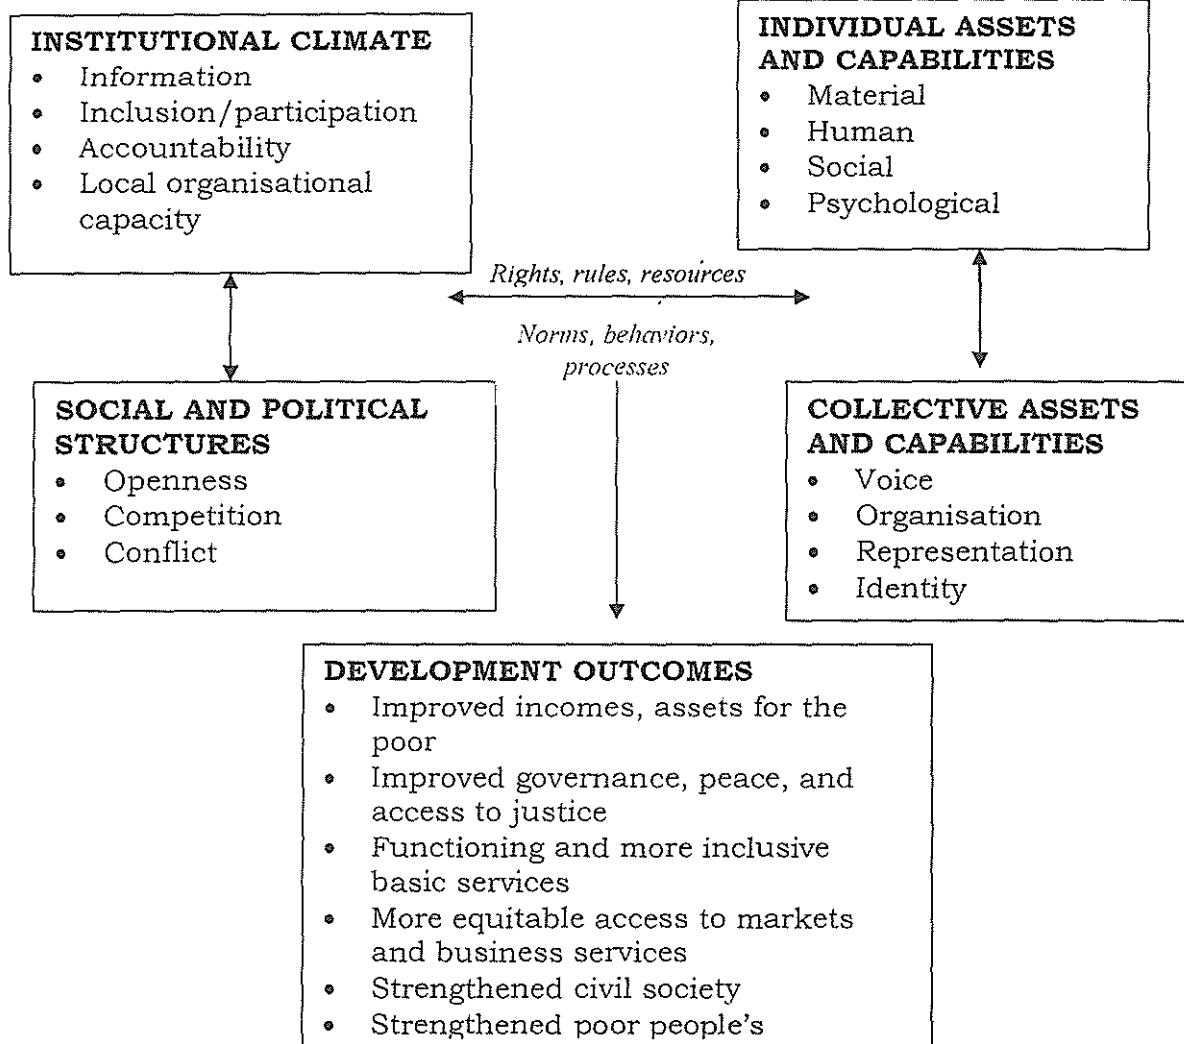 INSTITUTIONAL CLIMATE
• Information
• Inclusion/participation
• Accountability
• Local organisational
capacity
INDIVIDUAL ASSETS
AND CAPABILITIES
• Material
• Human
• Social
• Psychological
Rights, rules, resources
Norms, behaviors,
processes
SOCIAL AND POLITICAL
STRUCTURES
• Openness
• Competition
• Conflict
COLLECTIVE ASSETS
AND CAPABILITIES
• Voice
• Organisation
• Representation
• Identity
DEVELOPMENT OUTCOMES
• Improved incomes, assets for the
poor
• Improved governance, peace, and
access to justice
• Functioning and more inclusive
basic services
• More equitable access to markets
and business services
• Strengthened civil society
• Strengthened poor people's